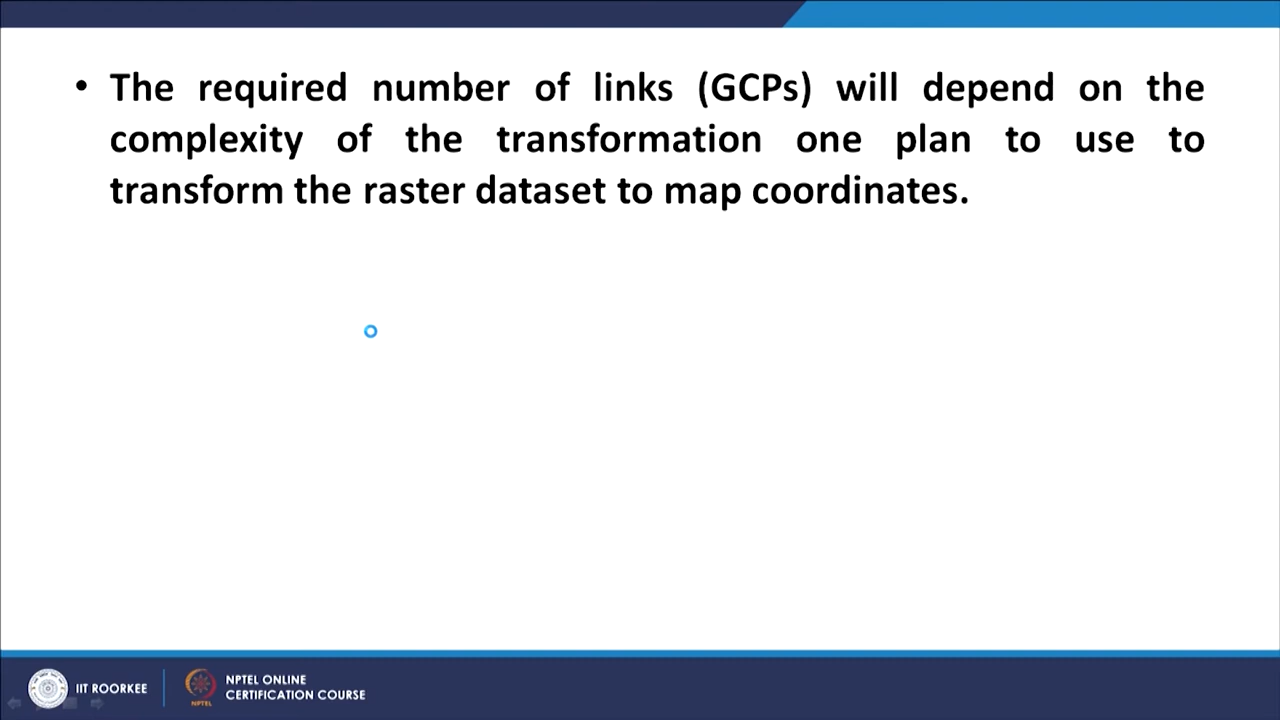 • The required number of links (GCPs) will depend on the
complexity of the transformation one plan to use to
transform the raster dataset to map coordinates.
IIT ROORKEE
NPTEL
NPTEL ONLINE
CERTIFICATION COURSE